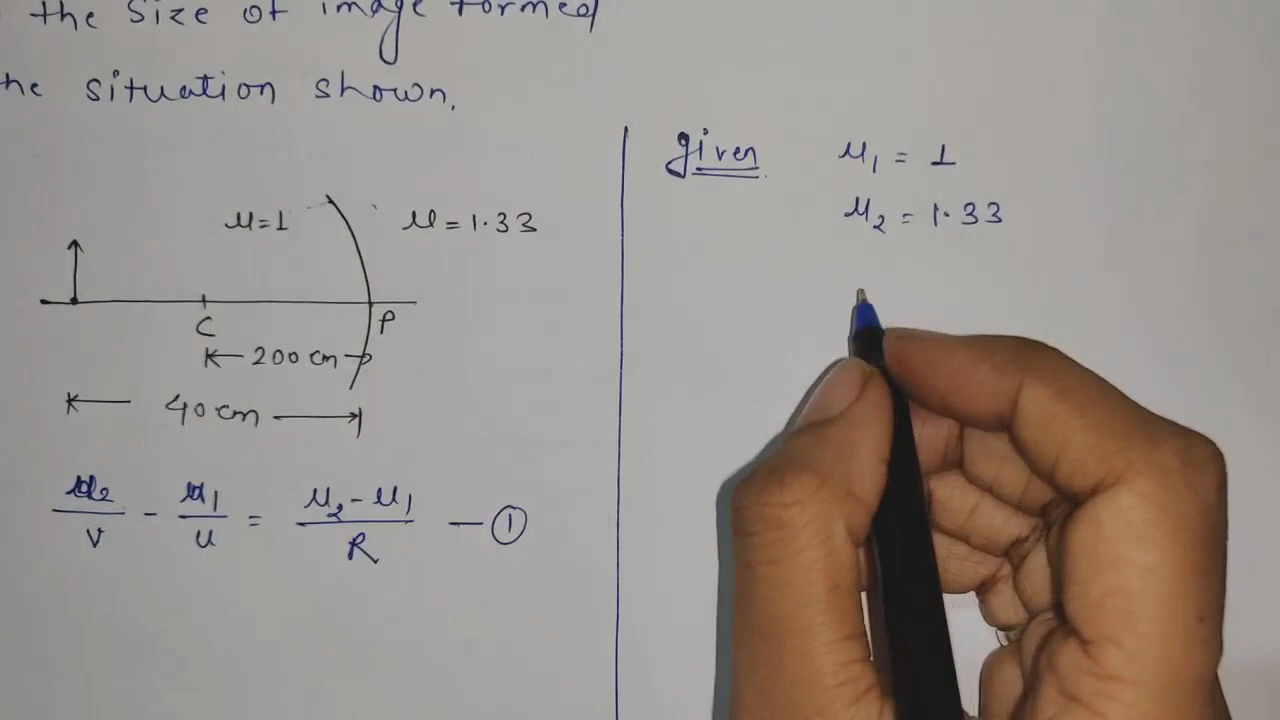 the size of image formed
he situation shown.
given μ₁ = 1
μ₂ = 1.33
μ=1 μ=1.33
C P
200 cm
40 cm
μ₂/v - μ₁/u = (μ₂-μ₁)/R — ①